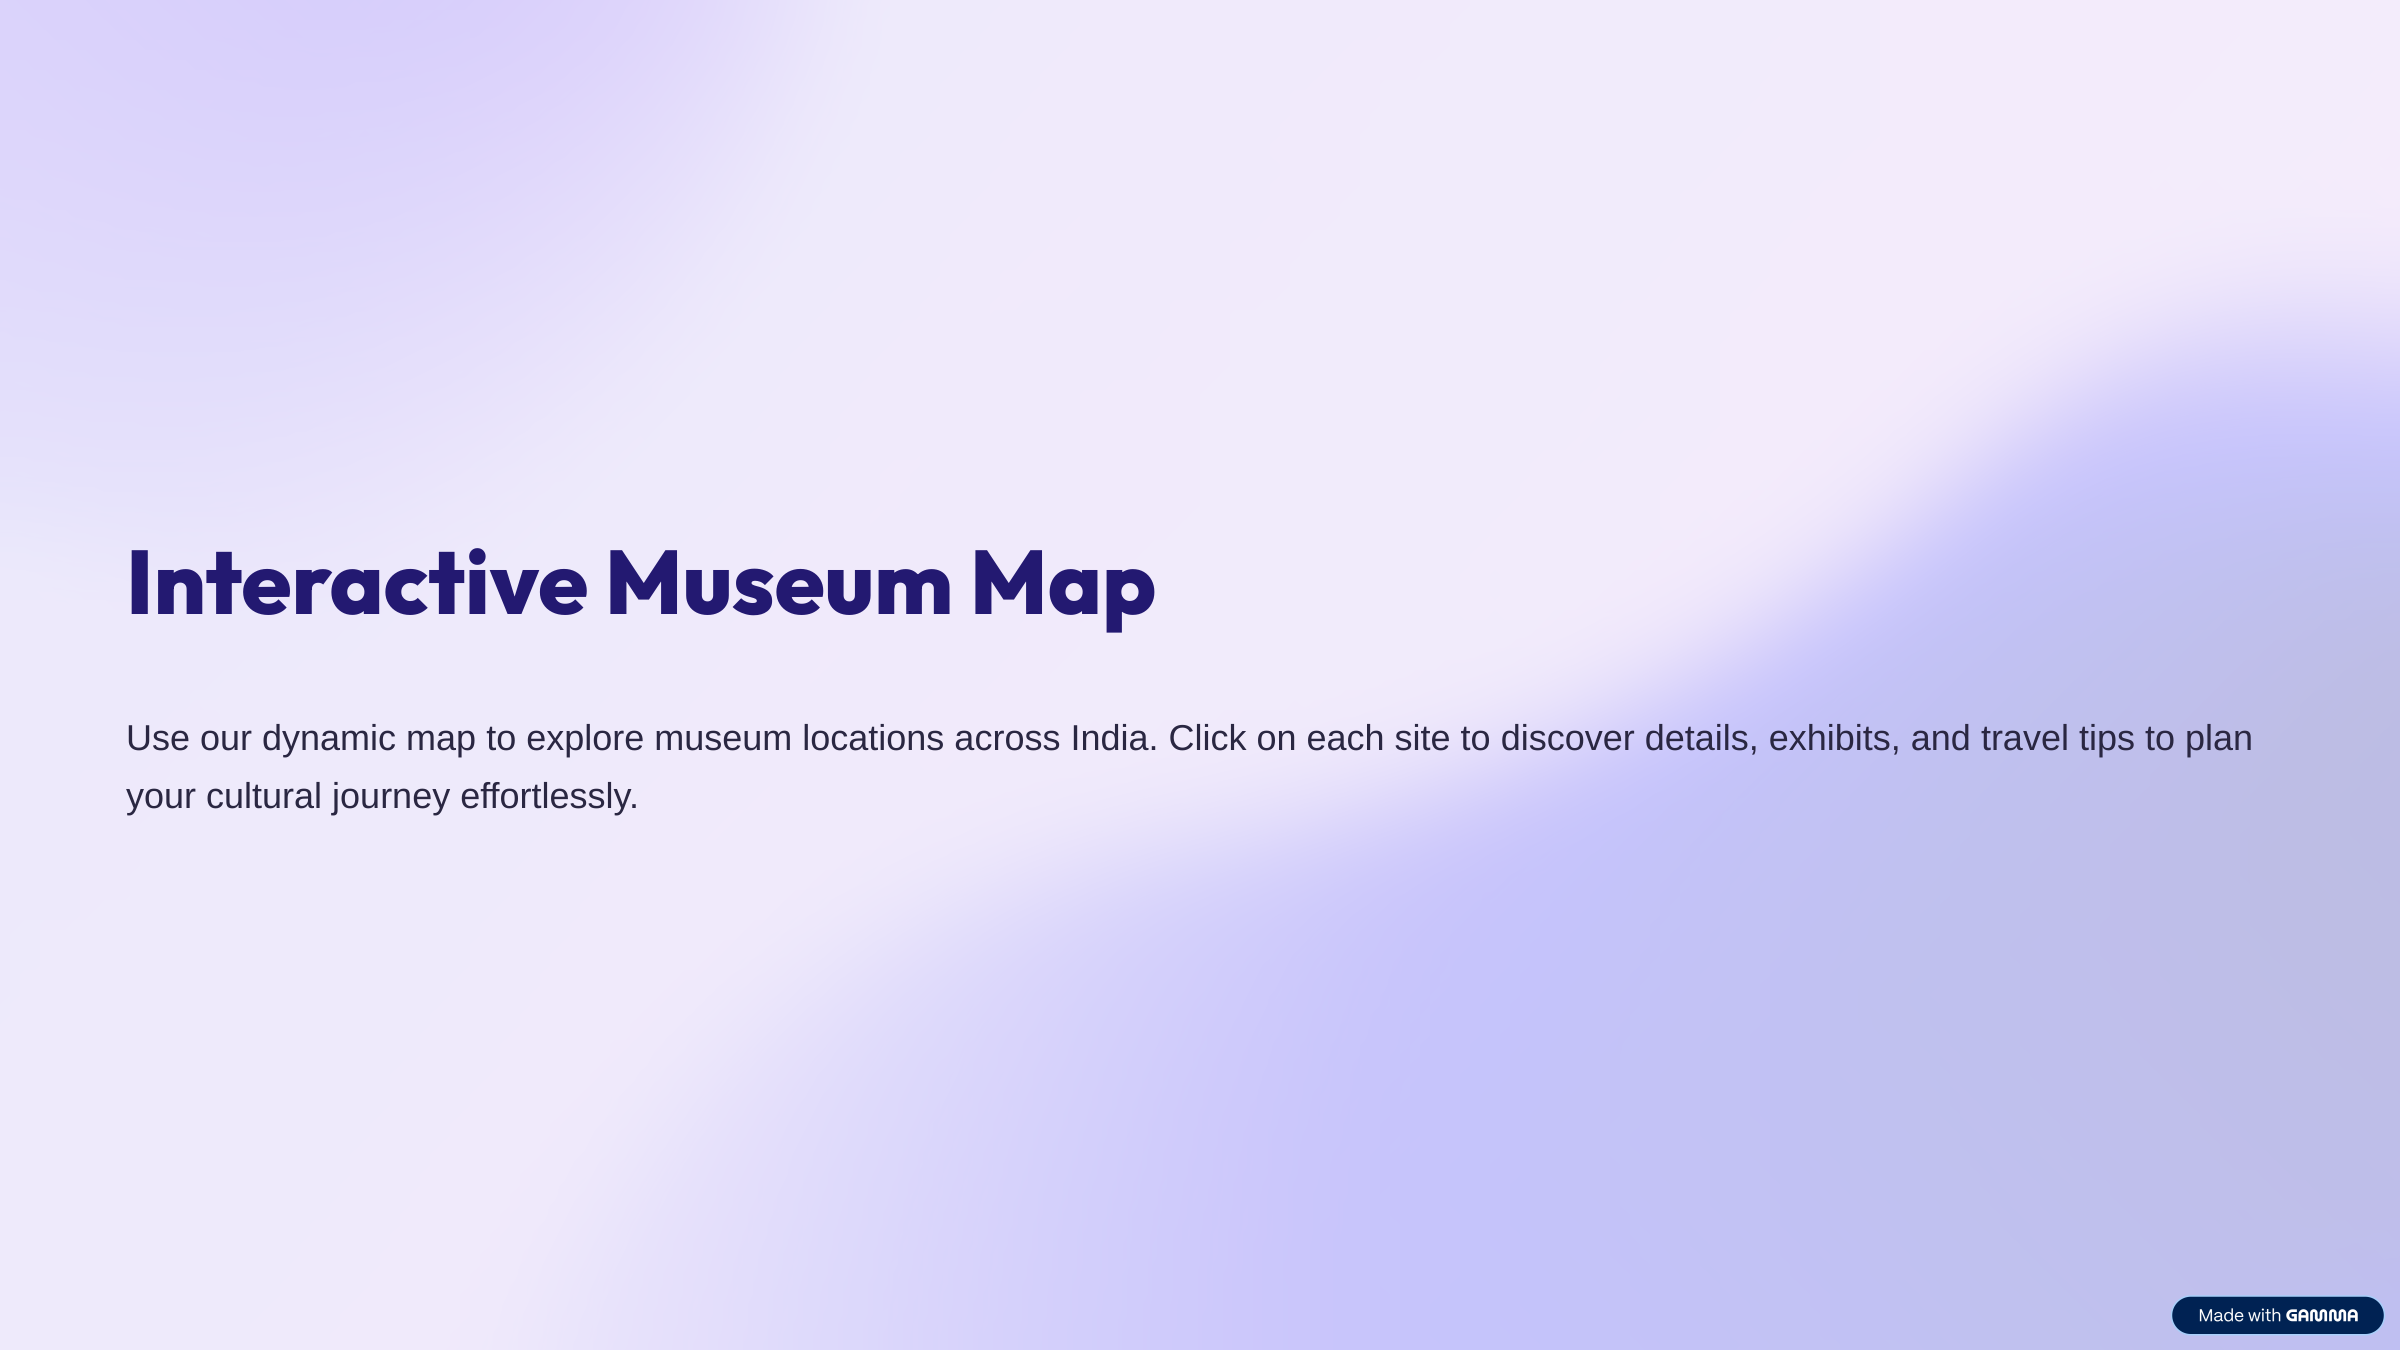 Interactive Museum Map
Use our dynamic map to explore museum locations across India. Click on each site to discover details, exhibits, and travel tips to plan
your cultural journey effortlessly.
Made with GAMMA